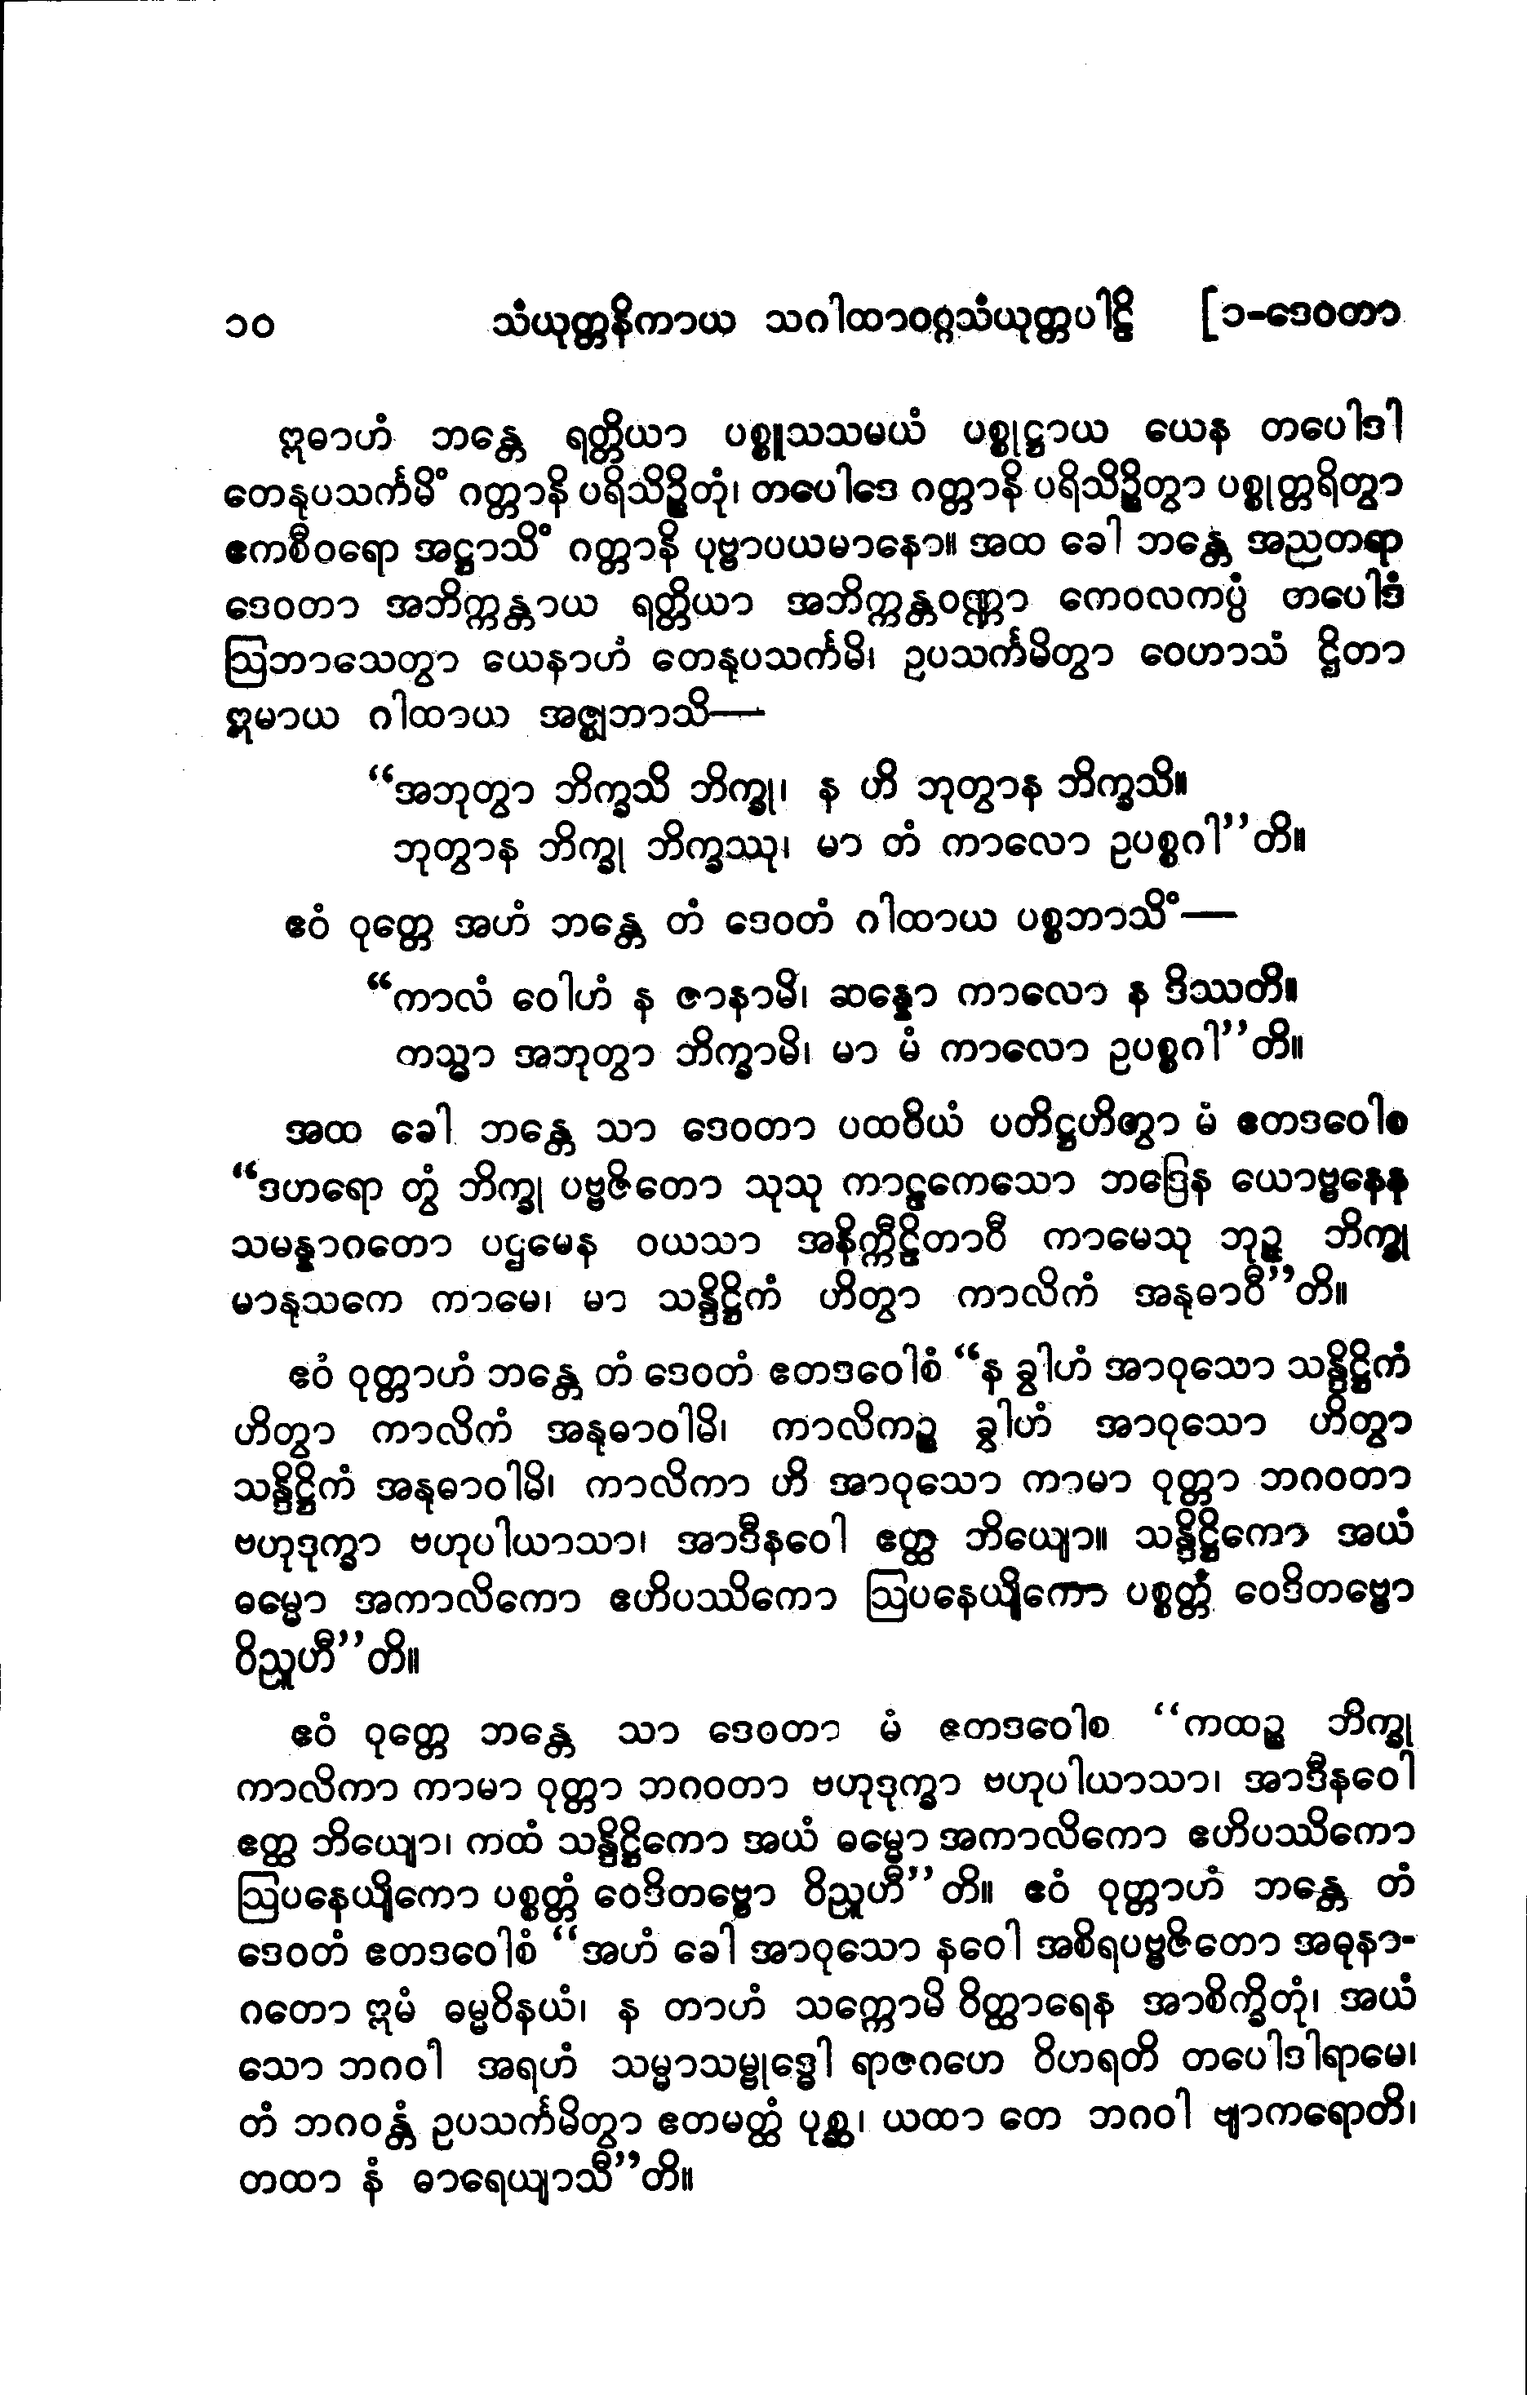 ၁၀ သံယုတ္တနိကာယ သဂါထာဝဂ္ဂသံယုတ္တပါဠိ [၁-ဒေဝတာ
ဣဓာဟံ ဘန္တေ ရတ္တိယာ ပစ္စူသသမယံ ပစ္စုဋ္ဌာယ ယေန တပေါဒါ
တေနုပသင်္ကမိံ ဂတ္တာနိ ပရိသိဉ္စိတုံ၊ တပေါဒေ ဂတ္တာနိ ပရိသိဉ္စိတွာ ပစ္စုတ္တရိတွာ
ဧကစီဝရော အဋ္ဌာသိံ ဂတ္တာနိ ပုဗ္ဗာပယမာနော။ အထ ခေါ ဘန္တေ အညတရာ
ဒေဝတာ အဘိက္ကန္တာယ ရတ္တိယာ အဘိက္ကန္တဝဏ္ဏာ ကေဝလကပ္ပံ တပေါဒံ
ဩဘာသေတွာ ယေနာဟံ တေနုပသင်္ကမိ၊ ဥပသင်္ကမိတွာ ဝေဟာသံ ဌိတာ
ဣမာယ ဂါထာယ အဇ္ဈဘာသိ—
“အဘုတွာ ဘိက္ခသိ ဘိက္ခု၊ န ဟိ ဘုတွာန ဘိက္ခသိ။
ဘုတွာန ဘိက္ခု ဘိက္ခဿု၊ မာ တံ ကာလော ဥပစ္စဂါ”တိ။
ဧဝံ ဝုတ္တေ အဟံ ဘန္တေ တံ ဒေဝတံ ဂါထာယ ပစ္စဘာသိံ—
“ကာလံ ဝေါဟံ န ဇာနာမိ၊ ဆန္နော ကာလော န ဒိဿတိ။
တသ္မာ အဘုတွာ ဘိက္ခာမိ၊ မာ မံ ကာလော ဥပစ္စဂါ”တိ။
အထ ခေါ ဘန္တေ သာ ဒေဝတာ ပထဝိယံ ပတိဋ္ဌဟိတွာ မံ ဧတဒဝေါစ
“ဒဟရော တွံ ဘိက္ခု ပဗ္ဗဇိတော သုသု ကာဠကေသော ဘဒြေန ယောဗ္ဗနေန
သမန္နာဂတော ပဌမေန ဝယသာ အနိက္ကီဠိတာဝီ ကာမေသု ဘုဉ္ဇ ဘိက္ခု
မာနုသကေ ကာမေ၊ မာ သန္ဒိဋ္ဌိကံ ဟိတွာ ကာလိကံ အနုဓာဝီ”တိ။
ဧဝံ ဝုတ္တာဟံ ဘန္တေ တံ ဒေဝတံ ဧတဒဝေါစံ “န ခွါဟံ အာဝုသော သန္ဒိဋ္ဌိကံ
ဟိတွာ ကာလိကံ အနုဓာဝါမိ၊ ကာလိကဉ္စ ခွါဟံ အာဝုသော ဟိတွာ
သန္ဒိဋ္ဌိကံ အနုဓာဝါမိ၊ ကာလိကာ ဟိ အာဝုသော ကာမာ ဝုတ္တာ ဘဂဝတာ
ဗဟုဒုက္ခာ ဗဟုပါယာသာ၊ အာဒီနဝေါ ဧတ္ထ ဘိယျော။ သန္ဒိဋ္ဌိကော အယံ
ဓမ္မော အကာလိကော ဧဟိပဿိကော ဩပနေယျိကော ပစ္စတ္တံ ဝေဒိတဗ္ဗော
ဝိညူဟီ”တိ။
ဧဝံ ဝုတ္တေ ဘန္တေ သာ ဒေဝတာ မံ ဧတဒဝေါစ “ကထဉ္စ ဘိက္ခု
ကာလိကာ ကာမာ ဝုတ္တာ ဘဂဝတာ ဗဟုဒုက္ခာ ဗဟုပါယာသာ၊ အာဒီနဝေါ
ဧတ္ထ ဘိယျော၊ ကထံ သန္ဒိဋ္ဌိကော အယံ ဓမ္မော အကာလိကော ဧဟိပဿိကော
ဩပနေယျိကော ပစ္စတ္တံ ဝေဒိတဗ္ဗော ဝိညူဟီ”တိ။ ဧဝံ ဝုတ္တာဟံ ဘန္တေ တံ
ဒေဝတံ ဧတဒဝေါစံ “အဟံ ခေါ အာဝုသော နဝေါ အစိရပဗ္ဗဇိတော အဓုနာ-
ဂတော ဣမံ ဓမ္မဝိနယံ၊ န တာဟံ သက္ကောမိ ဝိတ္ထာရေန အာစိက္ခိတုံ၊ အယံ
သော ဘဂဝါ အရဟံ သမ္မာသမ္ဗုဒ္ဓေါ ရာဇဂဟေ ဝိဟရတိ တပေါဒါရာမေ၊
တံ ဘဂဝန္တံ ဥပသင်္ကမိတွာ ဧတမတ္ထံ ပုစ္ဆ၊ ယထာ တေ ဘဂဝါ ဗျာကရောတိ၊
တထာ နံ ဓာရေယျာသီ”တိ။